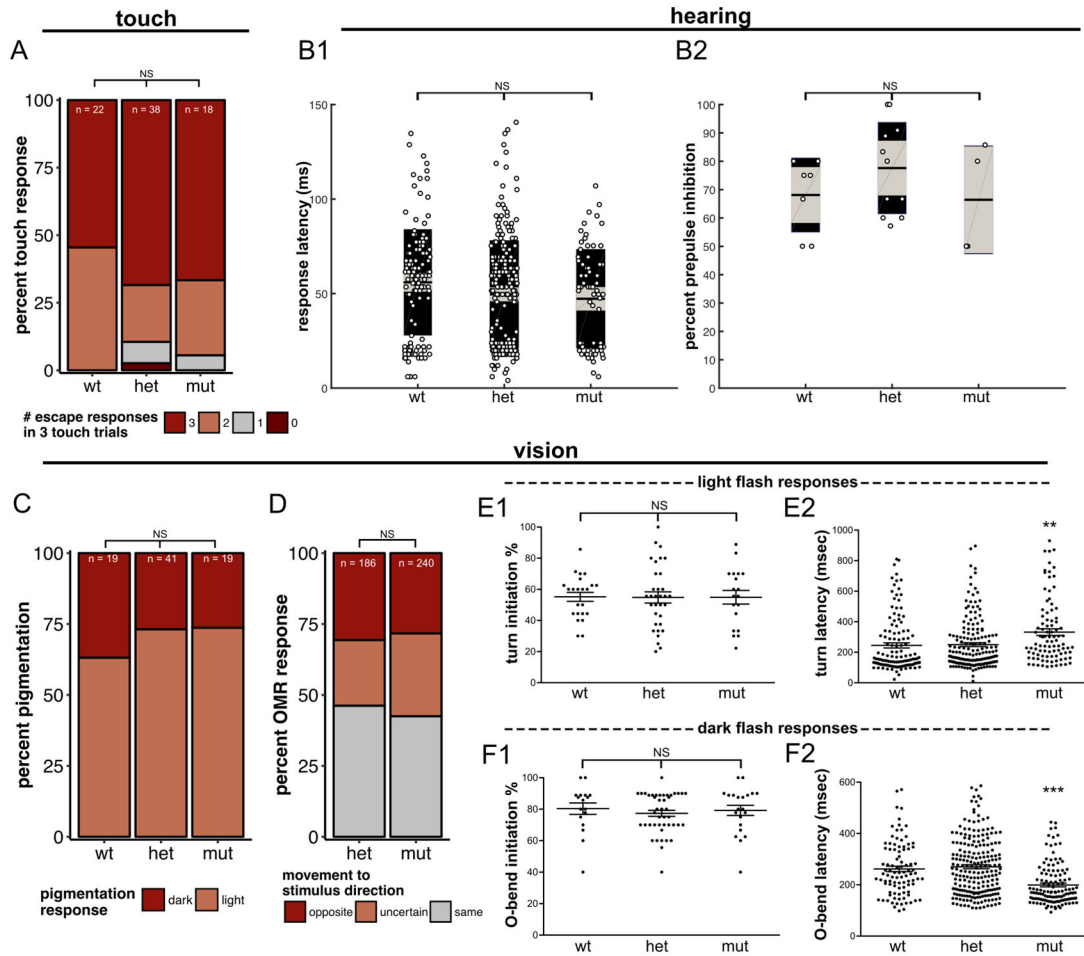 touch
hearing
A
NS
n = 22
n = 38
n = 18
percent touch response
100
75
50
25
0
wt
het
mut
# escape responses
in 3 touch trials
3
2
1
0
B1
NS
response latency (ms)
150
100
50
0
wt
het
mut
B2
NS
percent prepulse inhibition
100
90
80
70
60
50
40
30
20
10
0
wt
het
mut
vision
C
NS
n = 19
n = 41
n = 19
percent pigmentation
100
75
50
25
0
wt
het
mut
pigmentation
response
dark
light
D
NS
n = 186
n = 240
percent OMR response
100
75
50
25
0
het
mut
movement to
stimulus direction
opposite
uncertain
same
light flash responses
E1
NS
turn initiation %
100
80
60
40
20
0
wt
het
mut
E2
**
turn latency (msec)
1000
800
600
400
200
0
wt
het
mut
dark flash responses
F1
NS
O-bend initiation %
100
80
60
40
20
0
wt
het
mut
F2
***
O-bend latency (msec)
600
400
200
0
wt
het
mut